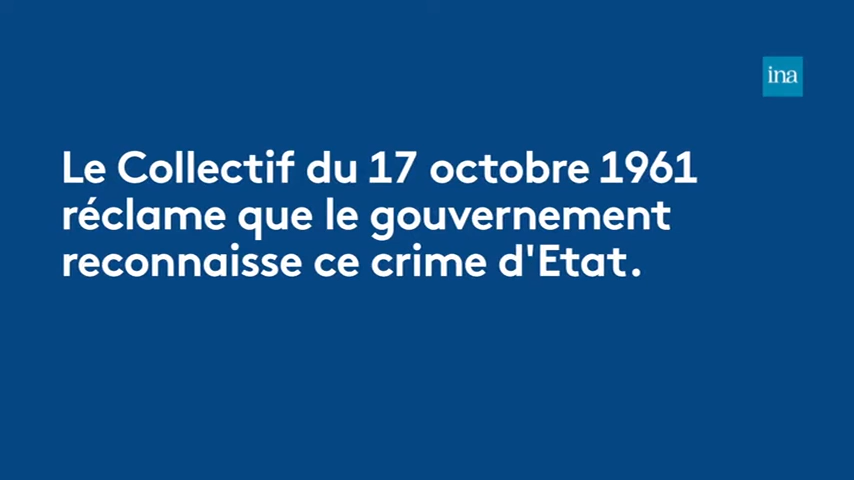 ina
Le Collectif du 17 octobre 1961
réclame que le gouvernement
reconnaisse ce crime d'Etat.